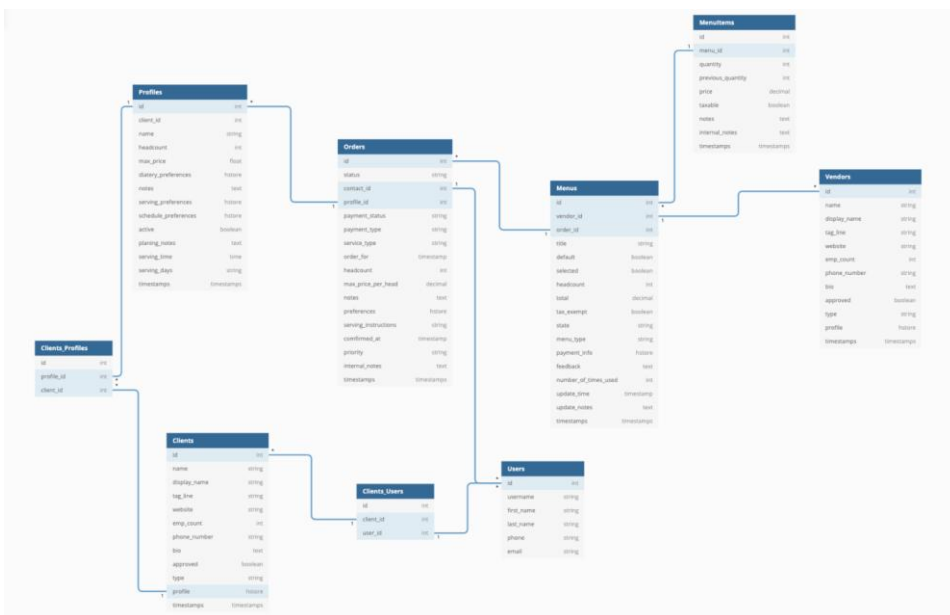 MenuItems
id int
menu_id int
quantity int
previous_quantity int
price decimal
taxable boolean
notes text
internal_notes text
timestamps timestamps
Profiles
id int
client_id int
name string
headcount int
max_price float
diatery_preferences hstore
notes text
serving_preferences hstore
schedule_preferences hstore
active boolean
planing_notes text
serving_time time
serving_days string
timestamps timestamps
Orders
id int
status string
contact_id int
profile_id int
payment_status string
payment_type string
service_type string
order_for timestamp
headcount int
max_price_per_head decimal
notes text
preferences hstore
serving_instructions string
comfirmed_at timestamp
priority string
internal_notes text
timestamps timestamps
Menus
id int
vendor_id int
order_id int
title string
default boolean
selected boolean
headcount int
total decimal
tax_exempt boolean
state string
menu_type string
payment_info hstore
feedback text
number_of_times_used int
update_time timestamp
update_notes text
timestamps timestamps
Vendors
id int
name string
display_name string
tag_line string
website string
emp_count int
phone_number string
bio text
approved boolean
type string
profile hstore
timestamps timestamps
Clients_Profiles
id int
profile_id int
client_id int
Clients
id int
name string
display_name string
tag_line string
website string
emp_count int
phone_number string
bio text
approved boolean
type string
profile hstore
timestamps timestamps
Clients_Users
id int
client_id int
user_id int
Users
id int
username string
first_name string
last_name string
phone string
email string